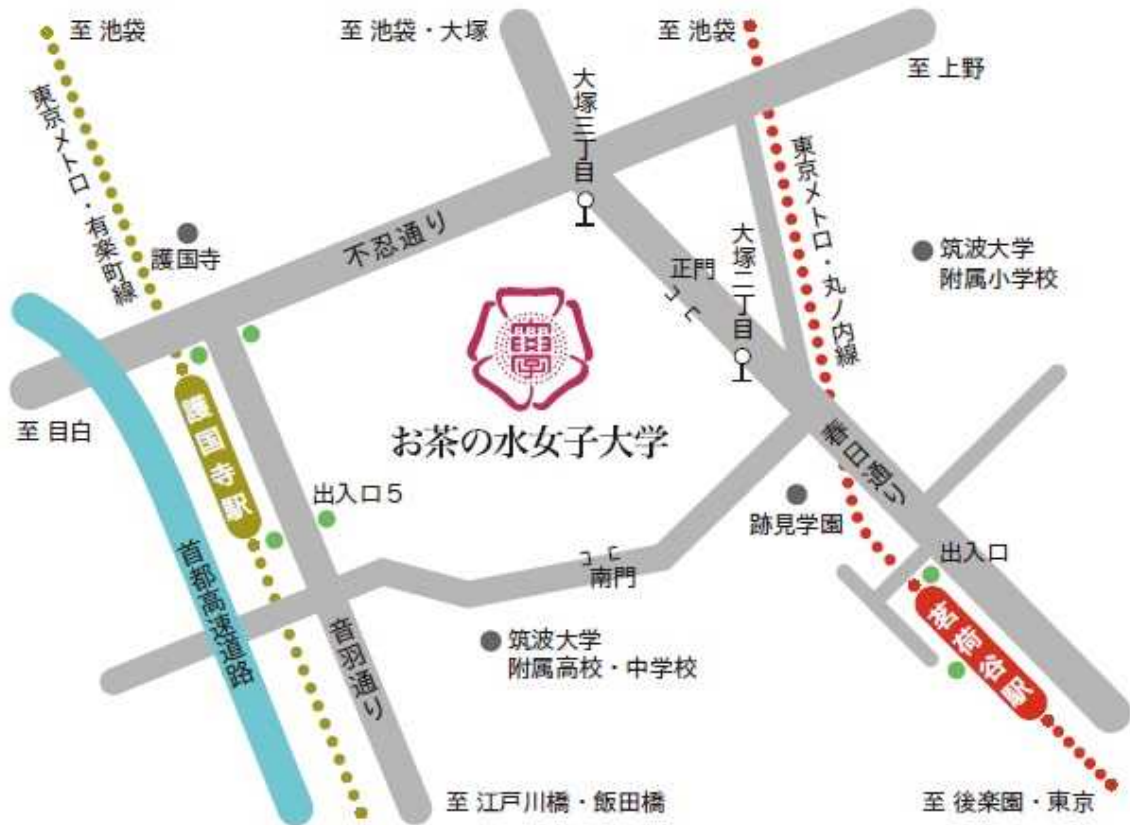 至 池袋
至 池袋・大塚
至 池袋
至 上野
東京メトロ・有楽町線
大塚三丁目
東京メトロ・丸ノ内線
護国寺
不忍通り
正門
大塚二丁目
筑波大学
附属小学校
至 目白
お茶の水女子大学
護国寺駅
春日通り
出入口5
跡見学園
出入口
首都高速道路
南門
茗荷谷駅
音羽通り
筑波大学
附属高校・中学校
至 江戸川橋・飯田橋
至 後楽園・東京